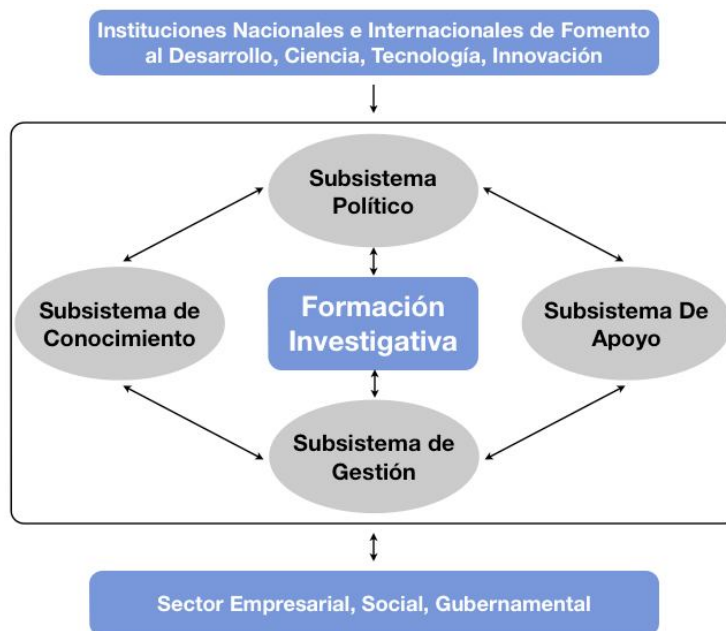 Instituciones Nacionales e Internacionales de Fomento
al Desarrollo, Ciencia, Tecnología, Innovación
Subsistema
Político
Subsistema de
Conocimiento
Formación
Investigativa
Subsistema De
Apoyo
Subsistema de
Gestión
Sector Empresarial, Social, Gubernamental